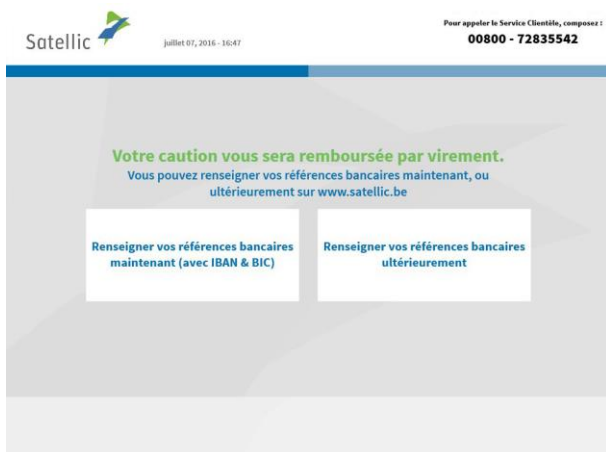 Satellic
juillet 07, 2016 - 16:47
Pour appeler le Service Clientèle, composez :
00800 - 72835542
Votre caution vous sera remboursée par virement.
Vous pouvez renseigner vos références bancaires maintenant, ou
ultérieurement sur www.satellic.be
Renseigner vos références bancaires
maintenant (avec IBAN & BIC)
Renseigner vos références bancaires
ultérieurement